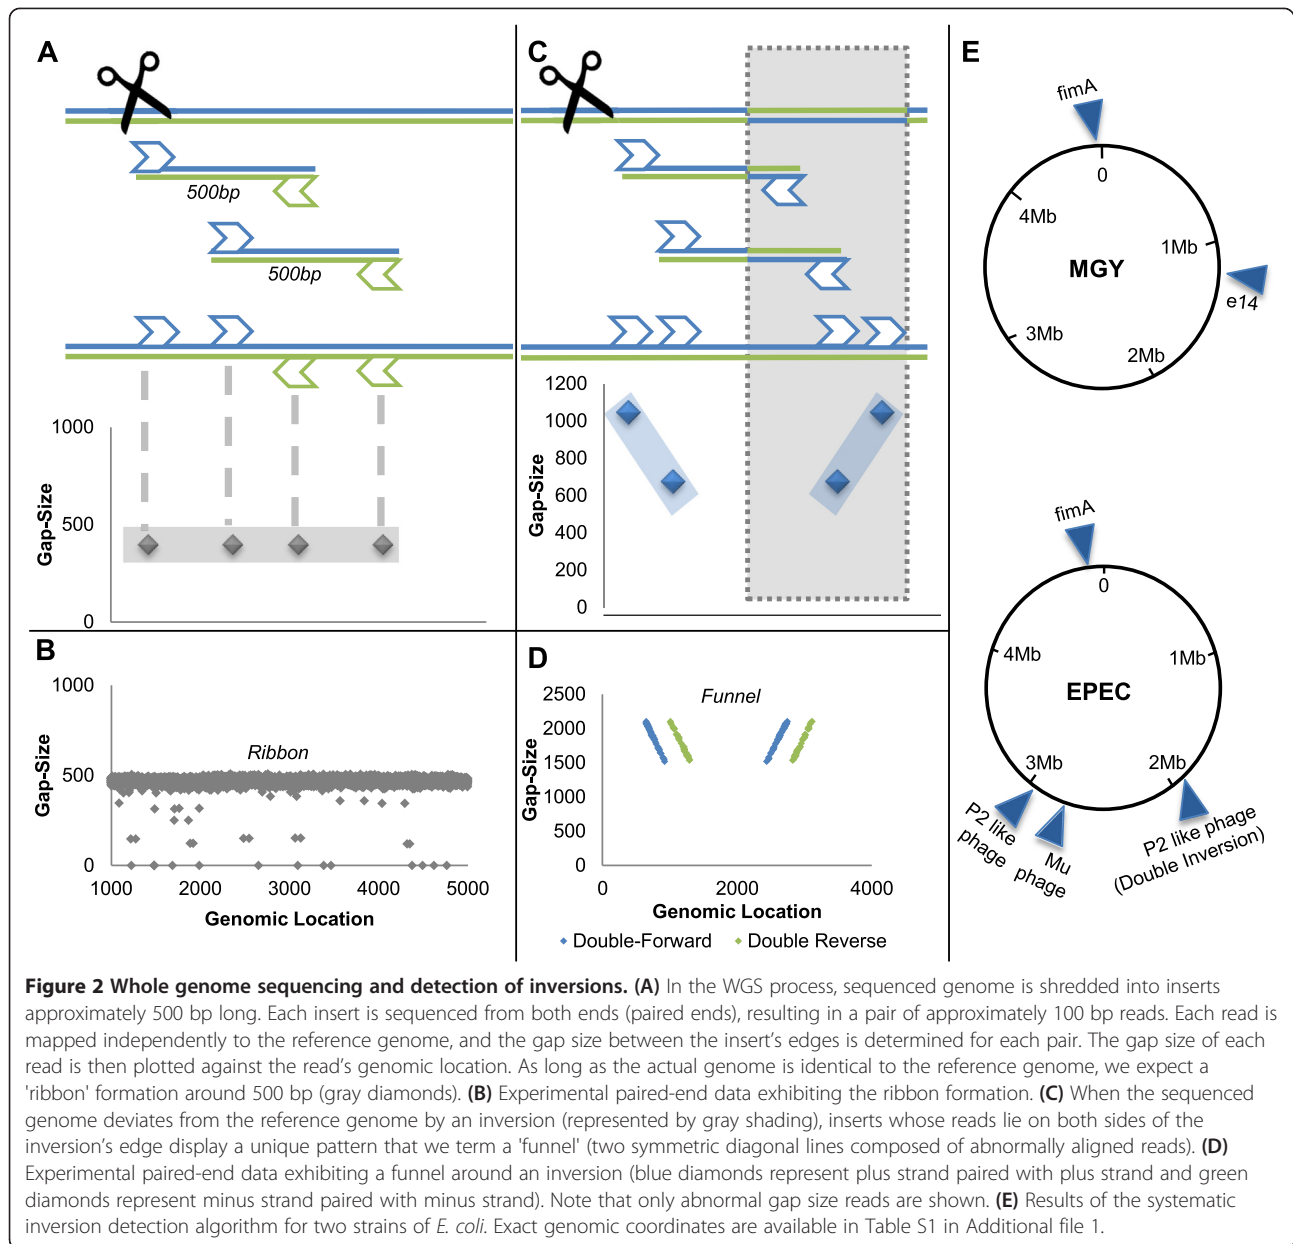 A
500bp
500bp
1000
500
0
Gap-Size
B
1000
500
0
Gap-Size
Ribbon
1000 2000 3000 4000 5000
Genomic Location
C
1200
1000
800
600
400
200
0
Gap-Size
D
2500
2000
1500
1000
500
0
Gap-Size
Funnel
0 2000 4000
Genomic Location
Double-Forward Double Reverse
E
fimA
0
4Mb
1Mb
MGY
e14
3Mb
2Mb
fimA
0
4Mb
1Mb
EPEC
3Mb
2Mb
P2 like
phage
Mu
phage
P2 like phage
(Double Inversion)
Figure 2 Whole genome sequencing and detection of inversions. (A) In the WGS process, sequenced genome is shredded into inserts
approximately 500 bp long. Each insert is sequenced from both ends (paired ends), resulting in a pair of approximately 100 bp reads. Each read is
mapped independently to the reference genome, and the gap size between the insert's edges is determined for each pair. The gap size of each
read is then plotted against the read's genomic location. As long as the actual genome is identical to the reference genome, we expect a
'ribbon' formation around 500 bp (gray diamonds). (B) Experimental paired-end data exhibiting the ribbon formation. (C) When the sequenced
genome deviates from the reference genome by an inversion (represented by gray shading), inserts whose reads lie on both sides of the
inversion's edge display a unique pattern that we term a 'funnel' (two symmetric diagonal lines composed of abnormally aligned reads). (D)
Experimental paired-end data exhibiting a funnel around an inversion (blue diamonds represent plus strand paired with plus strand and green
diamonds represent minus strand paired with minus strand). Note that only abnormal gap size reads are shown. (E) Results of the systematic
inversion detection algorithm for two strains of E. coli. Exact genomic coordinates are available in Table S1 in Additional file 1.